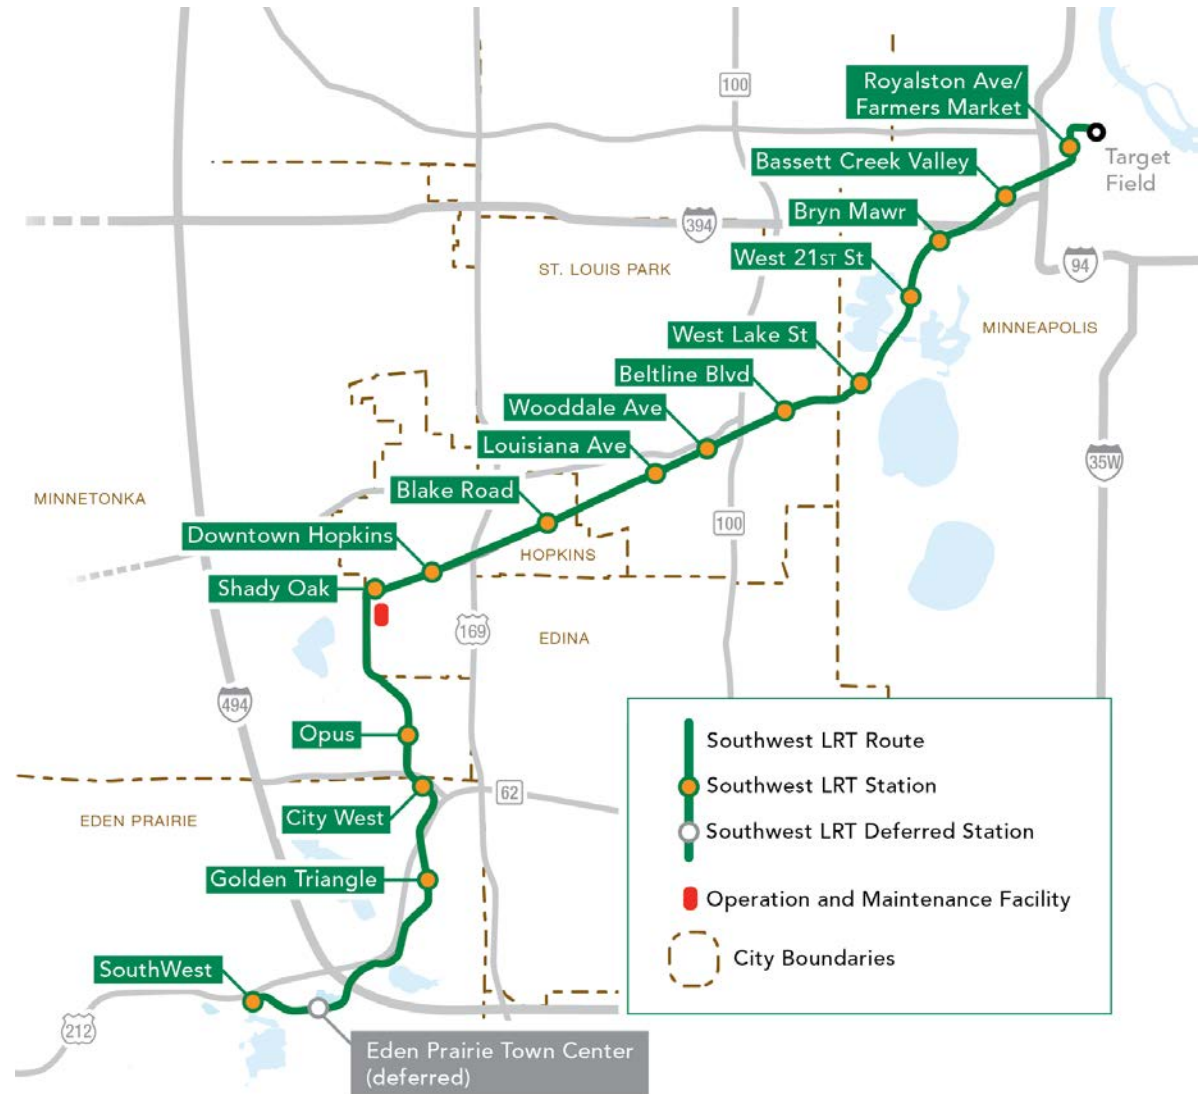 100
Royalston Ave/
Farmers Market
Target
Field
Bassett Creek Valley
Bryn Mawr
394
West 21ST St
94
ST. LOUIS PARK
MINNEAPOLIS
West Lake St
Beltline Blvd
Wooddale Ave
Louisiana Ave
35W
Blake Road
MINNETONKA
100
Downtown Hopkins
HOPKINS
Shady Oak
169
EDINA
494
Opus
Southwest LRT Route
Southwest LRT Station
62
City West
EDEN PRAIRIE
Southwest LRT Deferred Station
Golden Triangle
Operation and Maintenance Facility
City Boundaries
SouthWest
212
Eden Prairie Town Center
(deferred)